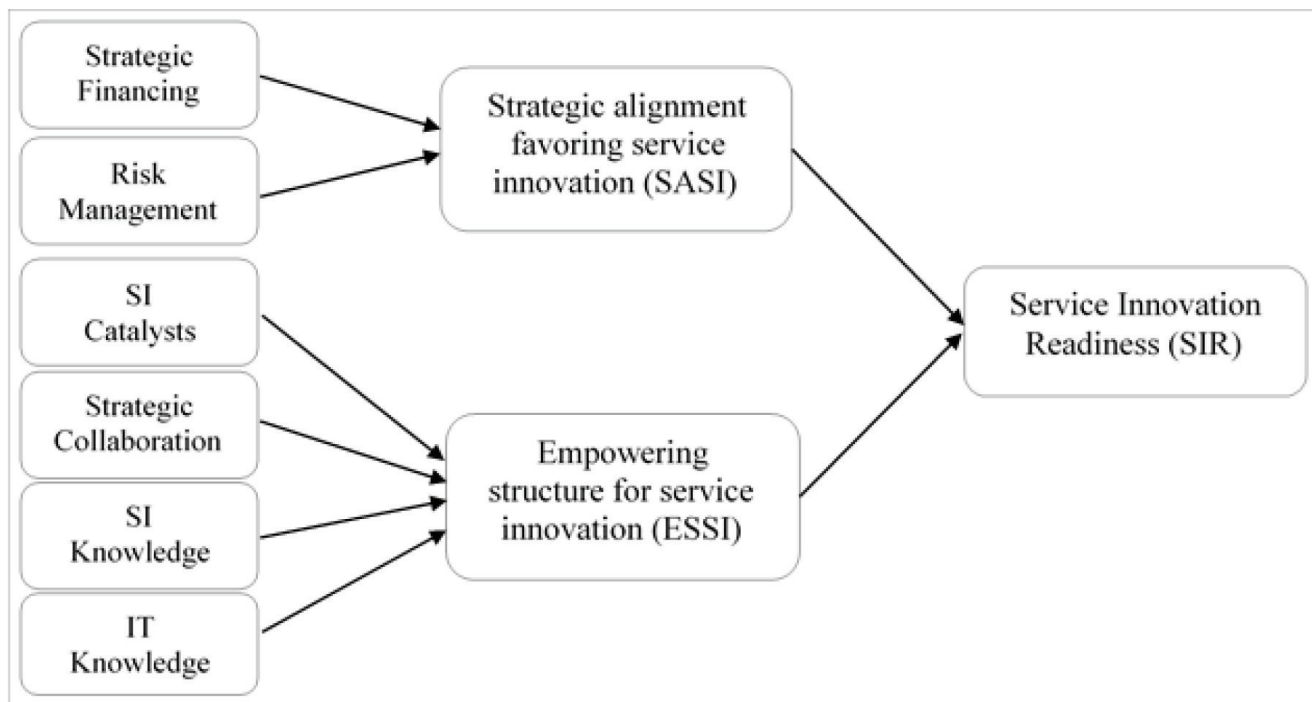 Strategic
Financing
Risk
Management
SI
Catalysts
Strategic
Collaboration
SI
Knowledge
IT
Knowledge
Strategic alignment
favoring service
innovation (SASI)
Empowering
structure for service
innovation (ESSI)
Service Innovation
Readiness (SIR)